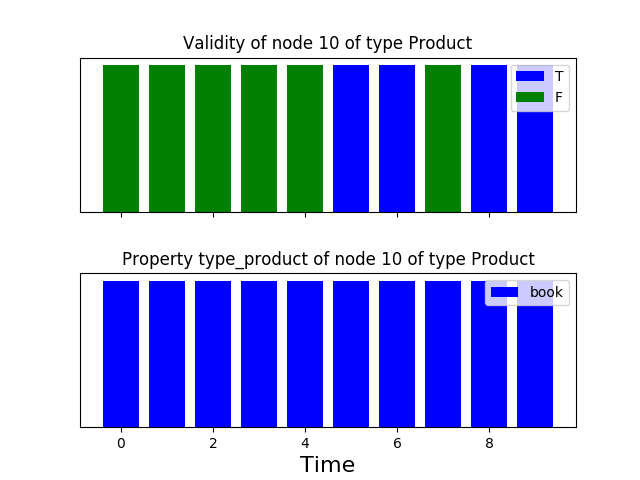 Validity of node 10 of type Product
T
F
Property type_product of node 10 of type Product
book
0 2 4 6 8
Time